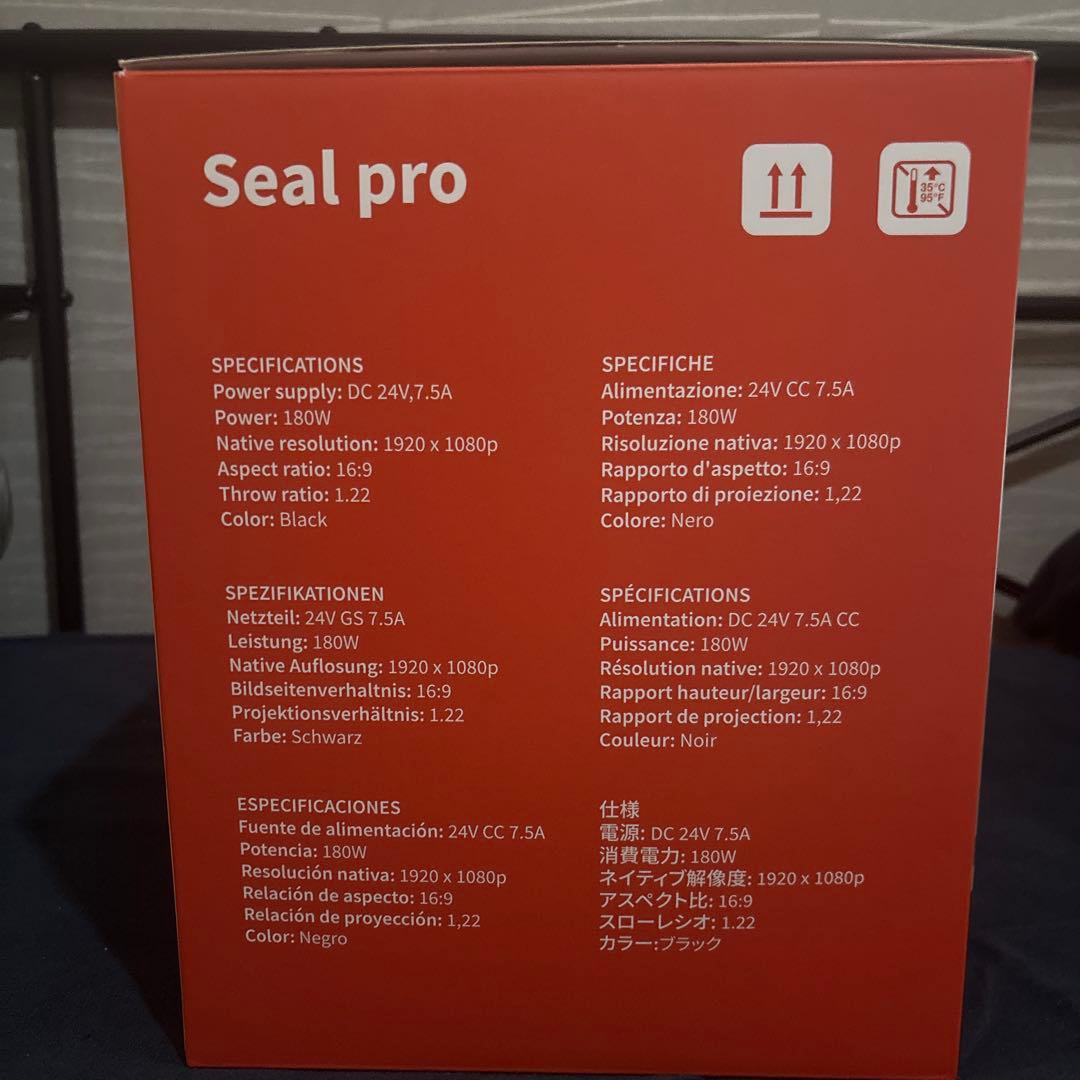 Seal pro
35°C
95°F
SPECIFICATIONS
Power supply: DC 24V,7.5A
Power: 180W
Native resolution: 1920 x 1080p
Aspect ratio: 16:9
Throw ratio: 1.22
Color: Black
SPECIFICHE
Alimentazione: 24V CC 7.5A
Potenza: 180W
Risoluzione nativa: 1920 x 1080p
Rapporto d'aspetto: 16:9
Rapporto di proiezione: 1,22
Colore: Nero
SPEZIFIKATIONEN
Netzteil: 24V GS 7.5A
Leistung: 180W
Native Auflosung: 1920 x 1080p
Bildseitenverhaltnis: 16:9
Projektionsverhältnis: 1.22
Farbe: Schwarz
SPÉCIFICATIONS
Alimentation: DC 24V 7.5A CC
Puissance: 180W
Résolution native: 1920 x 1080p
Rapport hauteur/largeur: 16:9
Rapport de projection: 1,22
Couleur: Noir
ESPECIFICACIONES
Fuente de alimentación: 24V CC 7.5A
Potencia: 180W
Resolución nativa: 1920 x 1080p
Relación de aspecto: 16:9
Relación de proyección: 1,22
Color: Negro
仕様
電源: DC 24V 7.5A
消費電力: 180W
ネイティブ解像度: 1920 x 1080p
アスペクト比: 16:9
スローレシオ: 1.22
カラー:ブラック